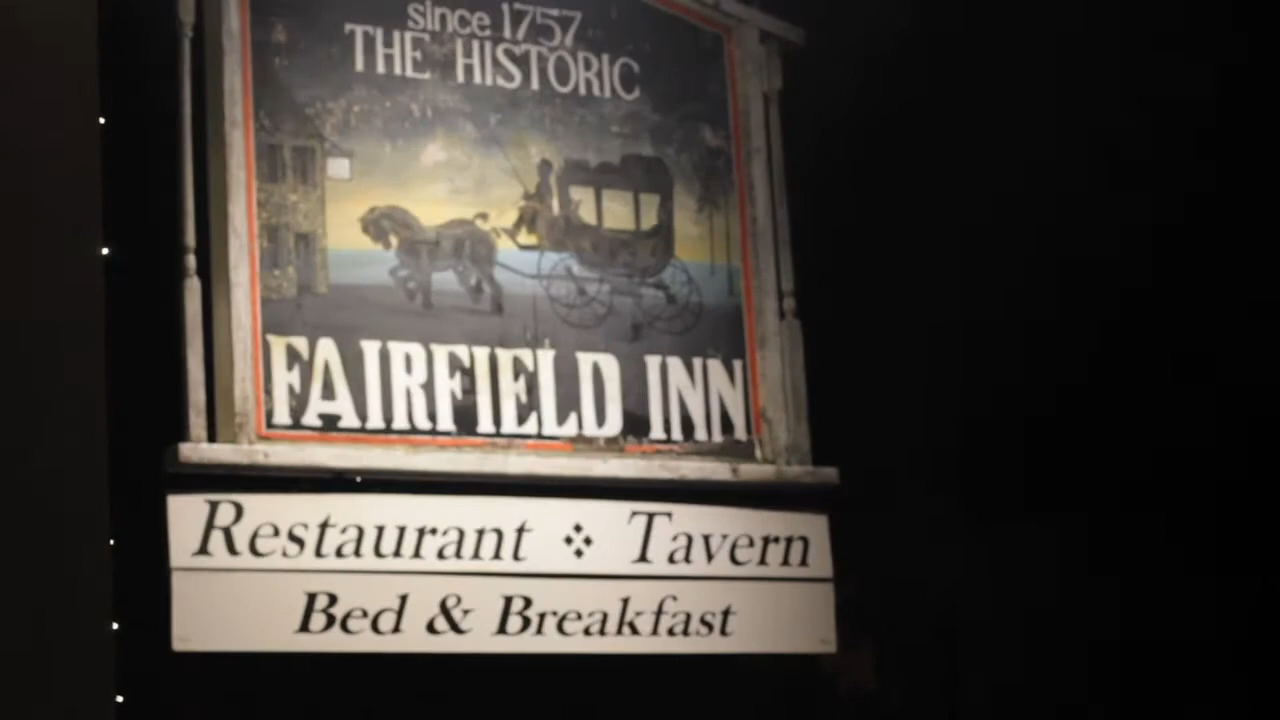 since 1757
THE HISTORIC
FAIRFIELD INN
Restaurant Tavern
Bed & Breakfast